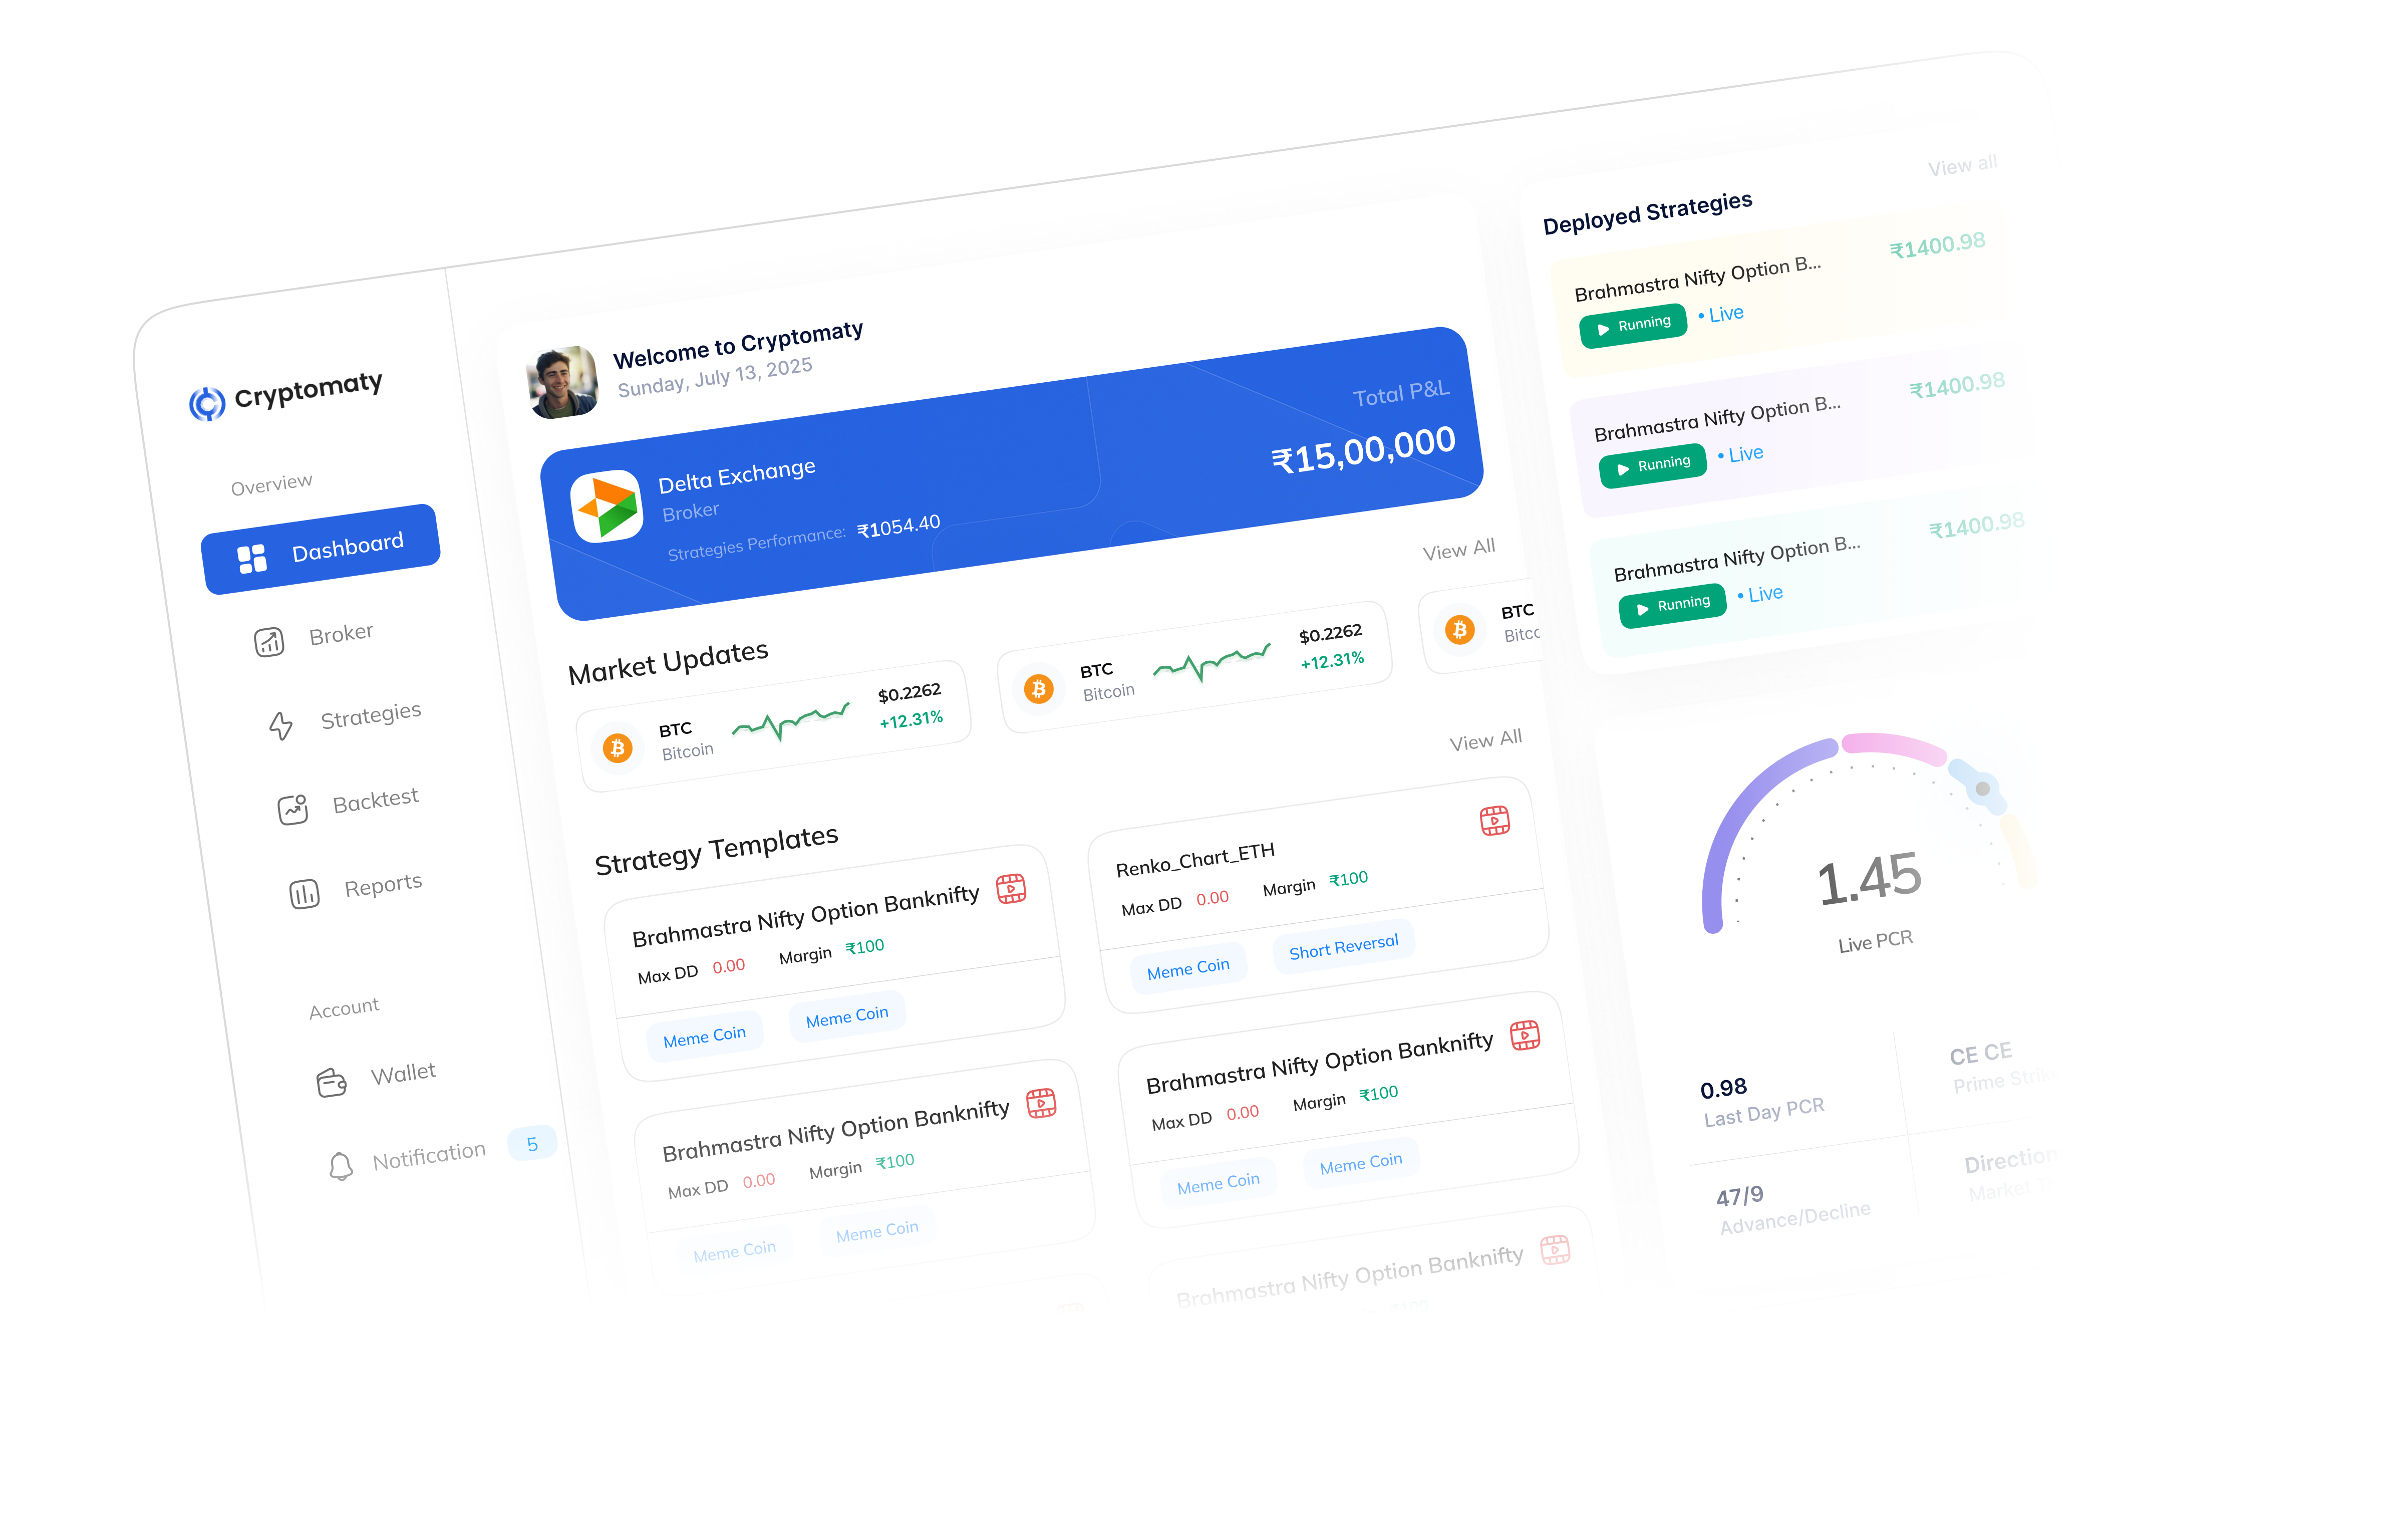 Cryptomaty
Overview
Dashboard
Broker
Strategies
Backtest
Reports
Account
Wallet
Notification 5
Welcome to Cryptomaty
Sunday, July 13, 2025
Delta Exchange
Broker
Strategies Performance: ₹1054.40
Total P&L
₹15,00,000
Market Updates
View All
BTC
Bitcoin
$0.2262
+12.31%
BTC
Bitcoin
$0.2262
+12.31%
BTC
Bitco
Strategy Templates
View All
Brahmastra Nifty Option Banknifty
Max DD 0.00 Margin ₹100
Meme Coin Meme Coin
Renko_Chart_ETH
Max DD 0.00 Margin ₹100
Meme Coin Short Reversal
Brahmastra Nifty Option Banknifty
Max DD 0.00 Margin ₹100
Meme Coin Meme Coin
Brahmastra Nifty Option Banknifty
Max DD 0.00 Margin ₹100
Meme Coin Meme Coin
Brahmastra Nifty Option Banknifty
₹100
Deployed Strategies
View all
Brahmastra Nifty Option B...
₹1400.98
Running • Live
Brahmastra Nifty Option B...
₹1400.98
Running • Live
Brahmastra Nifty Option B...
₹1400.98
Running • Live
1.45
Live PCR
0.98
Last Day PCR
CE CE
Prime Strik
47/9
Advance/Decline
Direction
Market